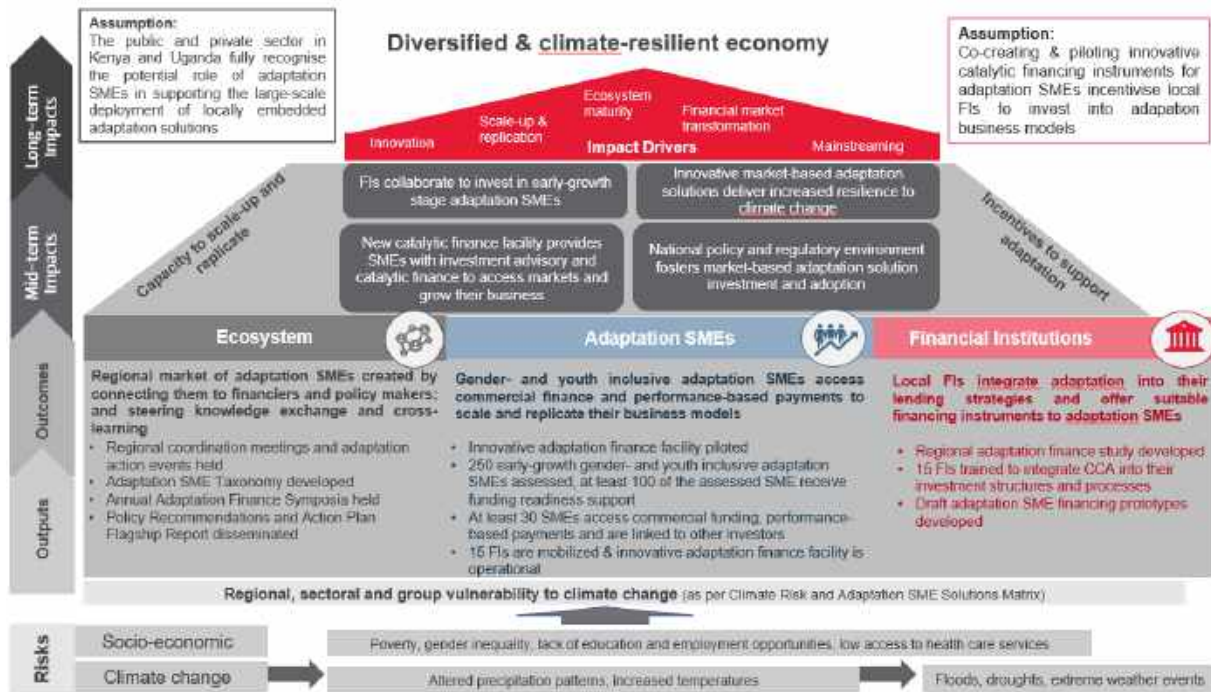 Assumption:
The public and private sector in
Kenya and Uganda fully recognise
the potential role of adaptation
SMEs in supporting the large-scale
deployment of locally embedded
adaptation solutions
Diversified & climate-resilient economy
Assumption:
Co-creating & piloting innovative
catalytic financing instruments for
adaptation SMEs incentivise local
FIs to invest into adapation
business models
Long-term
Impacts
Mid-term
Impacts
Outcomes
Outputs
Innovation
Scale-up &
replication
Ecosystem
maturity
Financial market
transformation
Mainstreaming
Impact Drivers
Capacity to scale-up and
replicate
FIs collaborate to invest in early-growth
stage adaptation SMEs
Innovative market-based adaptation
solutions deliver increased resilience to
climate change
New catalytic finance facility provides
SMEs with investment advisory and
catalytic finance to access markets and
grow their business
National policy and regulatory environment
fosters market-based adaptation solution
investment and adoption
Incentives to support
adaptation
Ecosystem
Regional market of adaptation SMEs created by
connecting them to financiers and policy makers;
and steering knowledge exchange and cross-
learning
• Regional coordination meetings and adaptation
action events held
• Adaptation SME Taxonomy developed
• Annual Adaptation Finance Symposia held
• Policy Recommendations and Action Plan
Flagship Report disseminated
Adaptation SMEs
Gender- and youth inclusive adaptation SMEs access
commercial finance and performance-based payments to
scale and replicate their business models
• Innovative adaptation finance facility piloted
• 250 early-growth gender- and youth inclusive adaptation
SMEs assessed, at least 100 of the assessed SME receive
funding readiness support
• At least 30 SMEs access commercial funding, performance-
based payments and are linked to other investors
• 15 FIs are mobilized & innovative adaptation finance facility is
operational
Financial Institutions
Local FIs integrate adaptation into their
lending strategies and offer suitable
financing instruments to adaptation SMEs
• Regional adaptation finance study developed
• 15 FIs trained to integrate CCA into their
investment structures and processes
• Draft adaptation SME financing prototypes
developed
Regional, sectoral and group vulnerability to climate change (as per Climate Risk and Adaptation SME Solutions Matrix)
Risks
Socio-economic
Poverty, gender inequality, lack of education and employment opportunities, low access to health care services
Climate change
Altered precipitation patterns, increased temperatures
Floods, droughts, extreme weather events